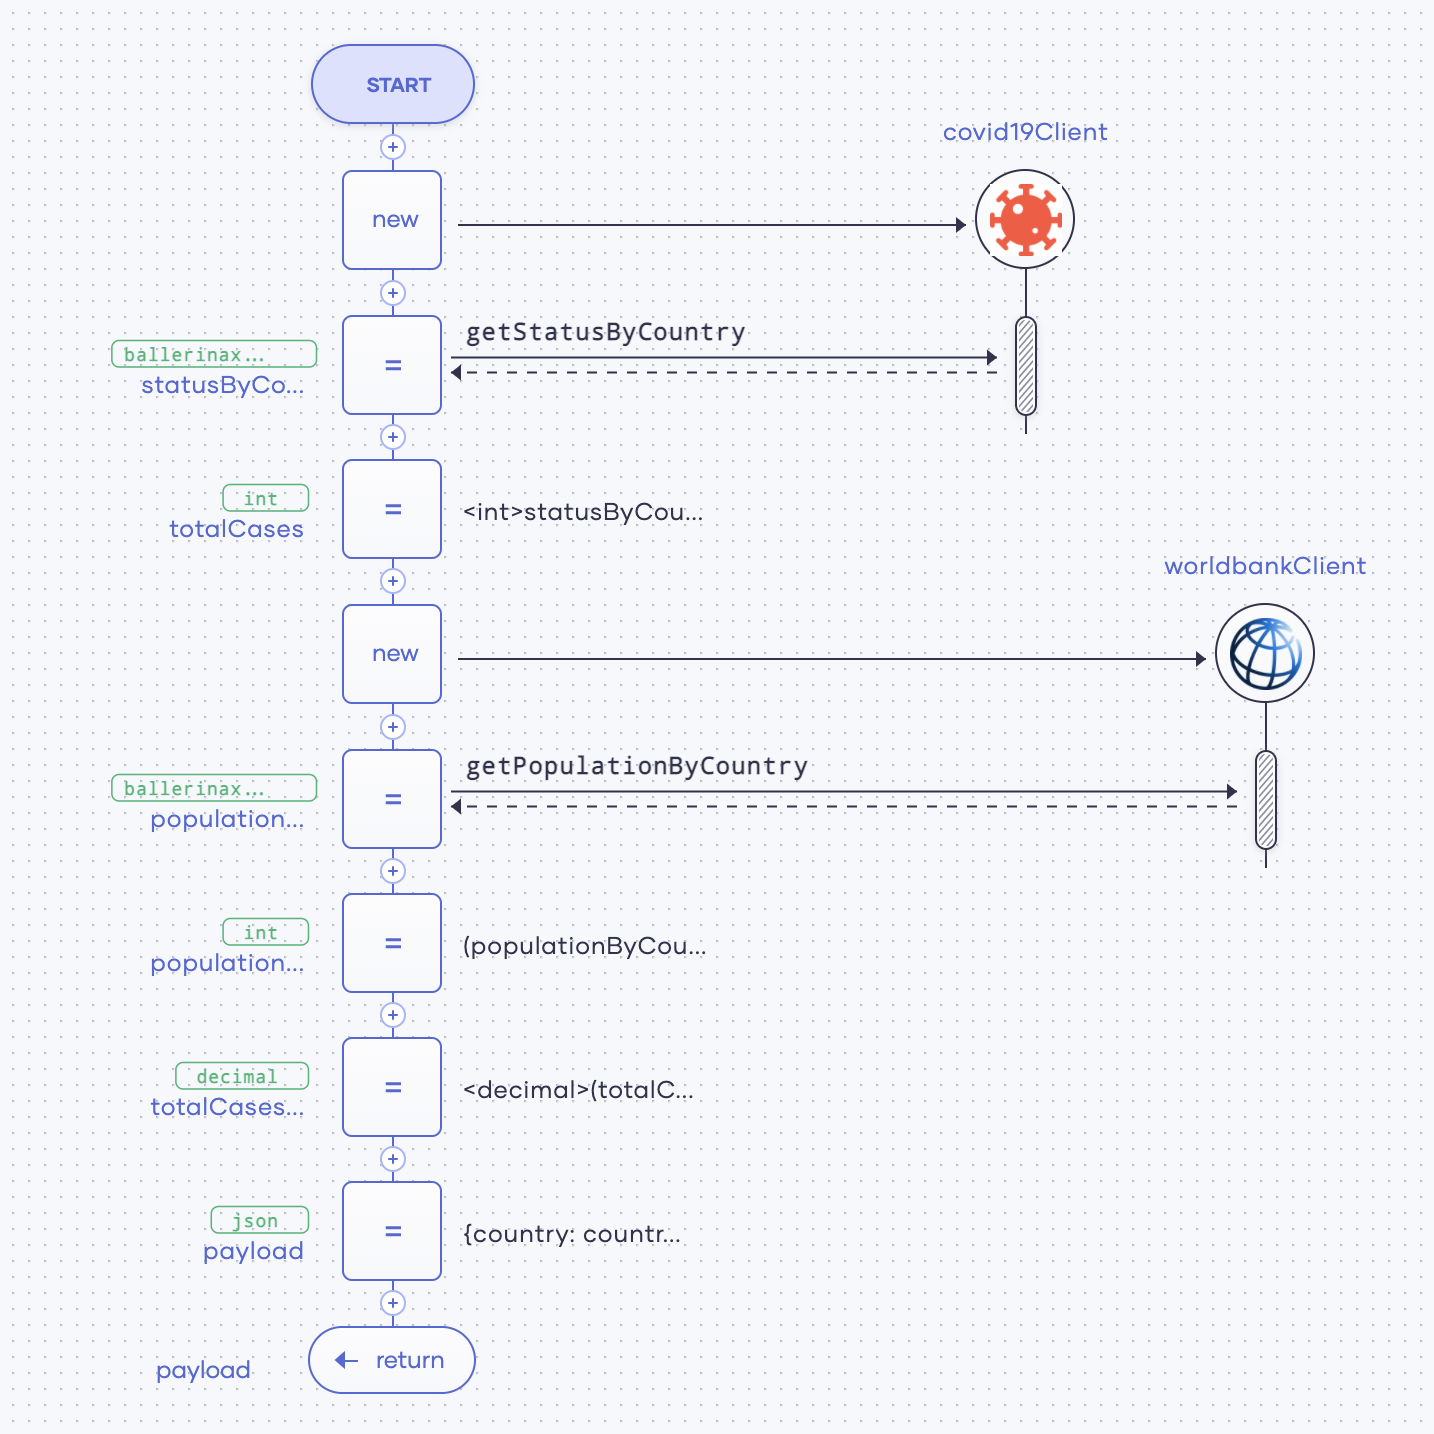 START
covid19Client
new
getStatusByCountry
ballerinax...
=
statusByCo...
int
=
<int>statusByCou...
totalCases
worldbankClient
new
getPopulationByCountry
ballerinax...
=
population...
int
=
(populationByCou...
population...
decimal
=
<decimal>(totalC...
totalCases...
json
=
{country: countr...
payload
return
payload